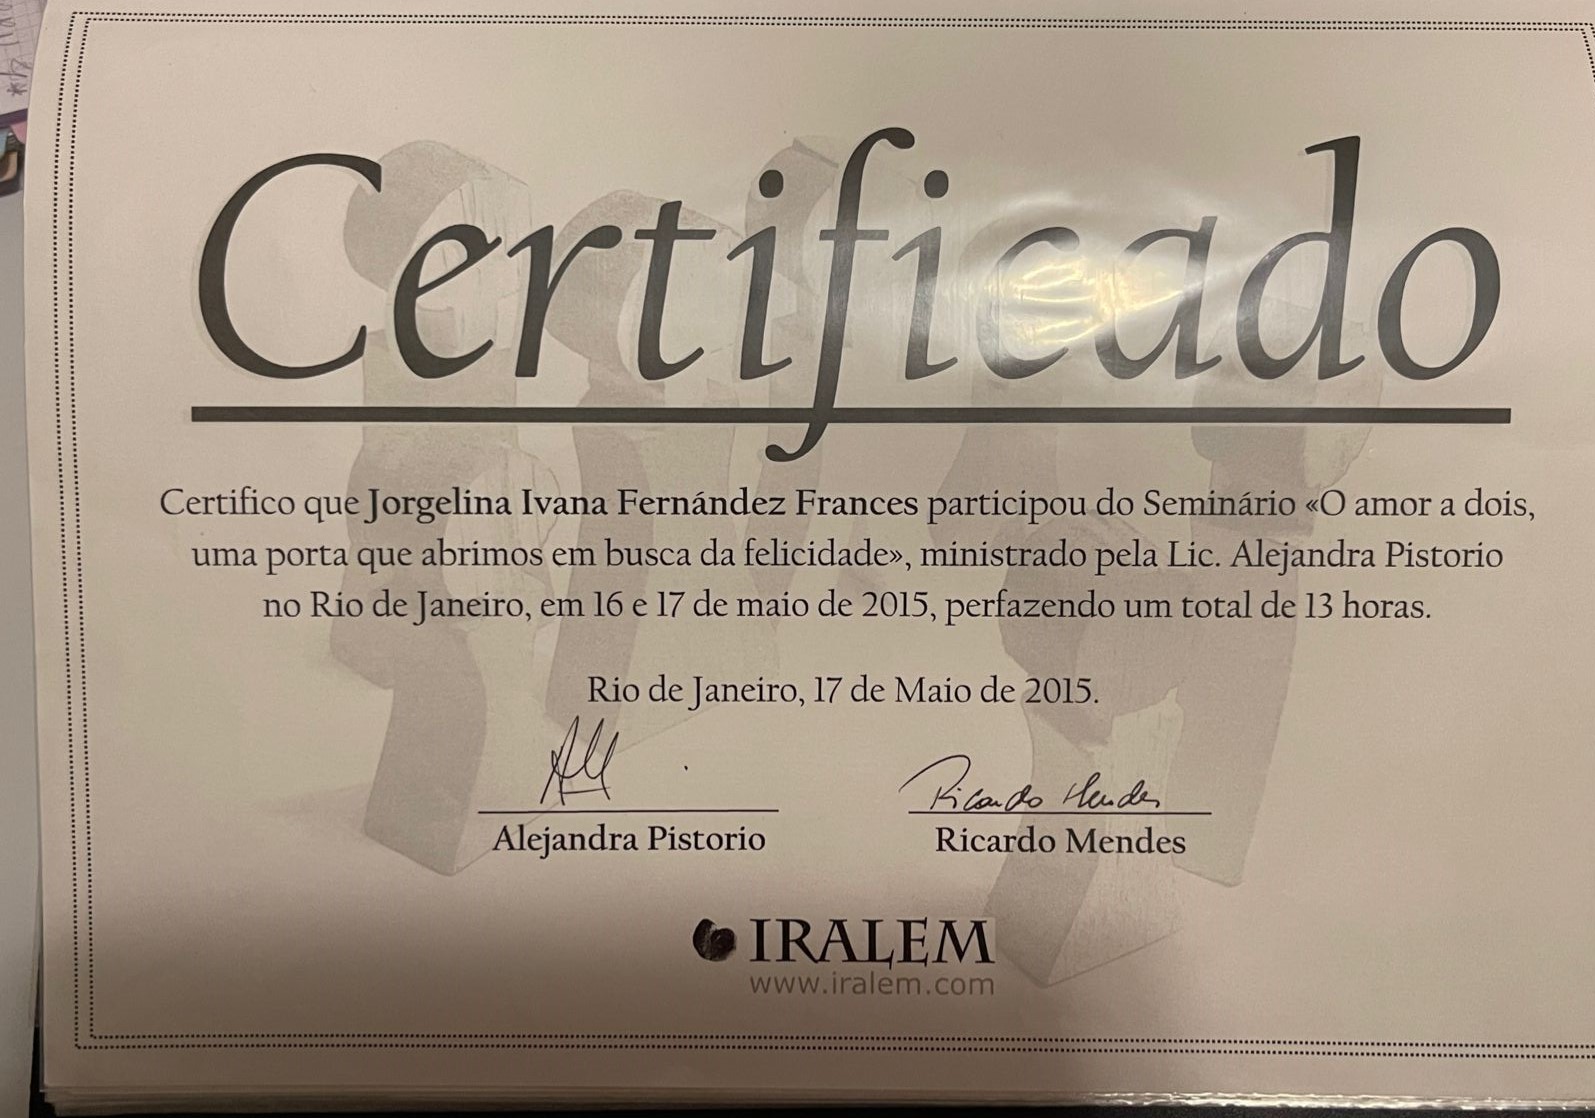 Certificado
Certifico que Jorgelina Ivana Fernández Frances participou do Seminário «O amor a dois,
uma porta que abrimos em busca da felicidade», ministrado pela Lic. Alejandra Pistorio
no Rio de Janeiro, em 16 e 17 de maio de 2015, perfazendo um total de 13 horas.
Rio de Janeiro, 17 de Maio de 2015.
Ricardo Mendes
Alejandra Pistorio
Ricardo Mendes
IRALEM
www.iralem.com